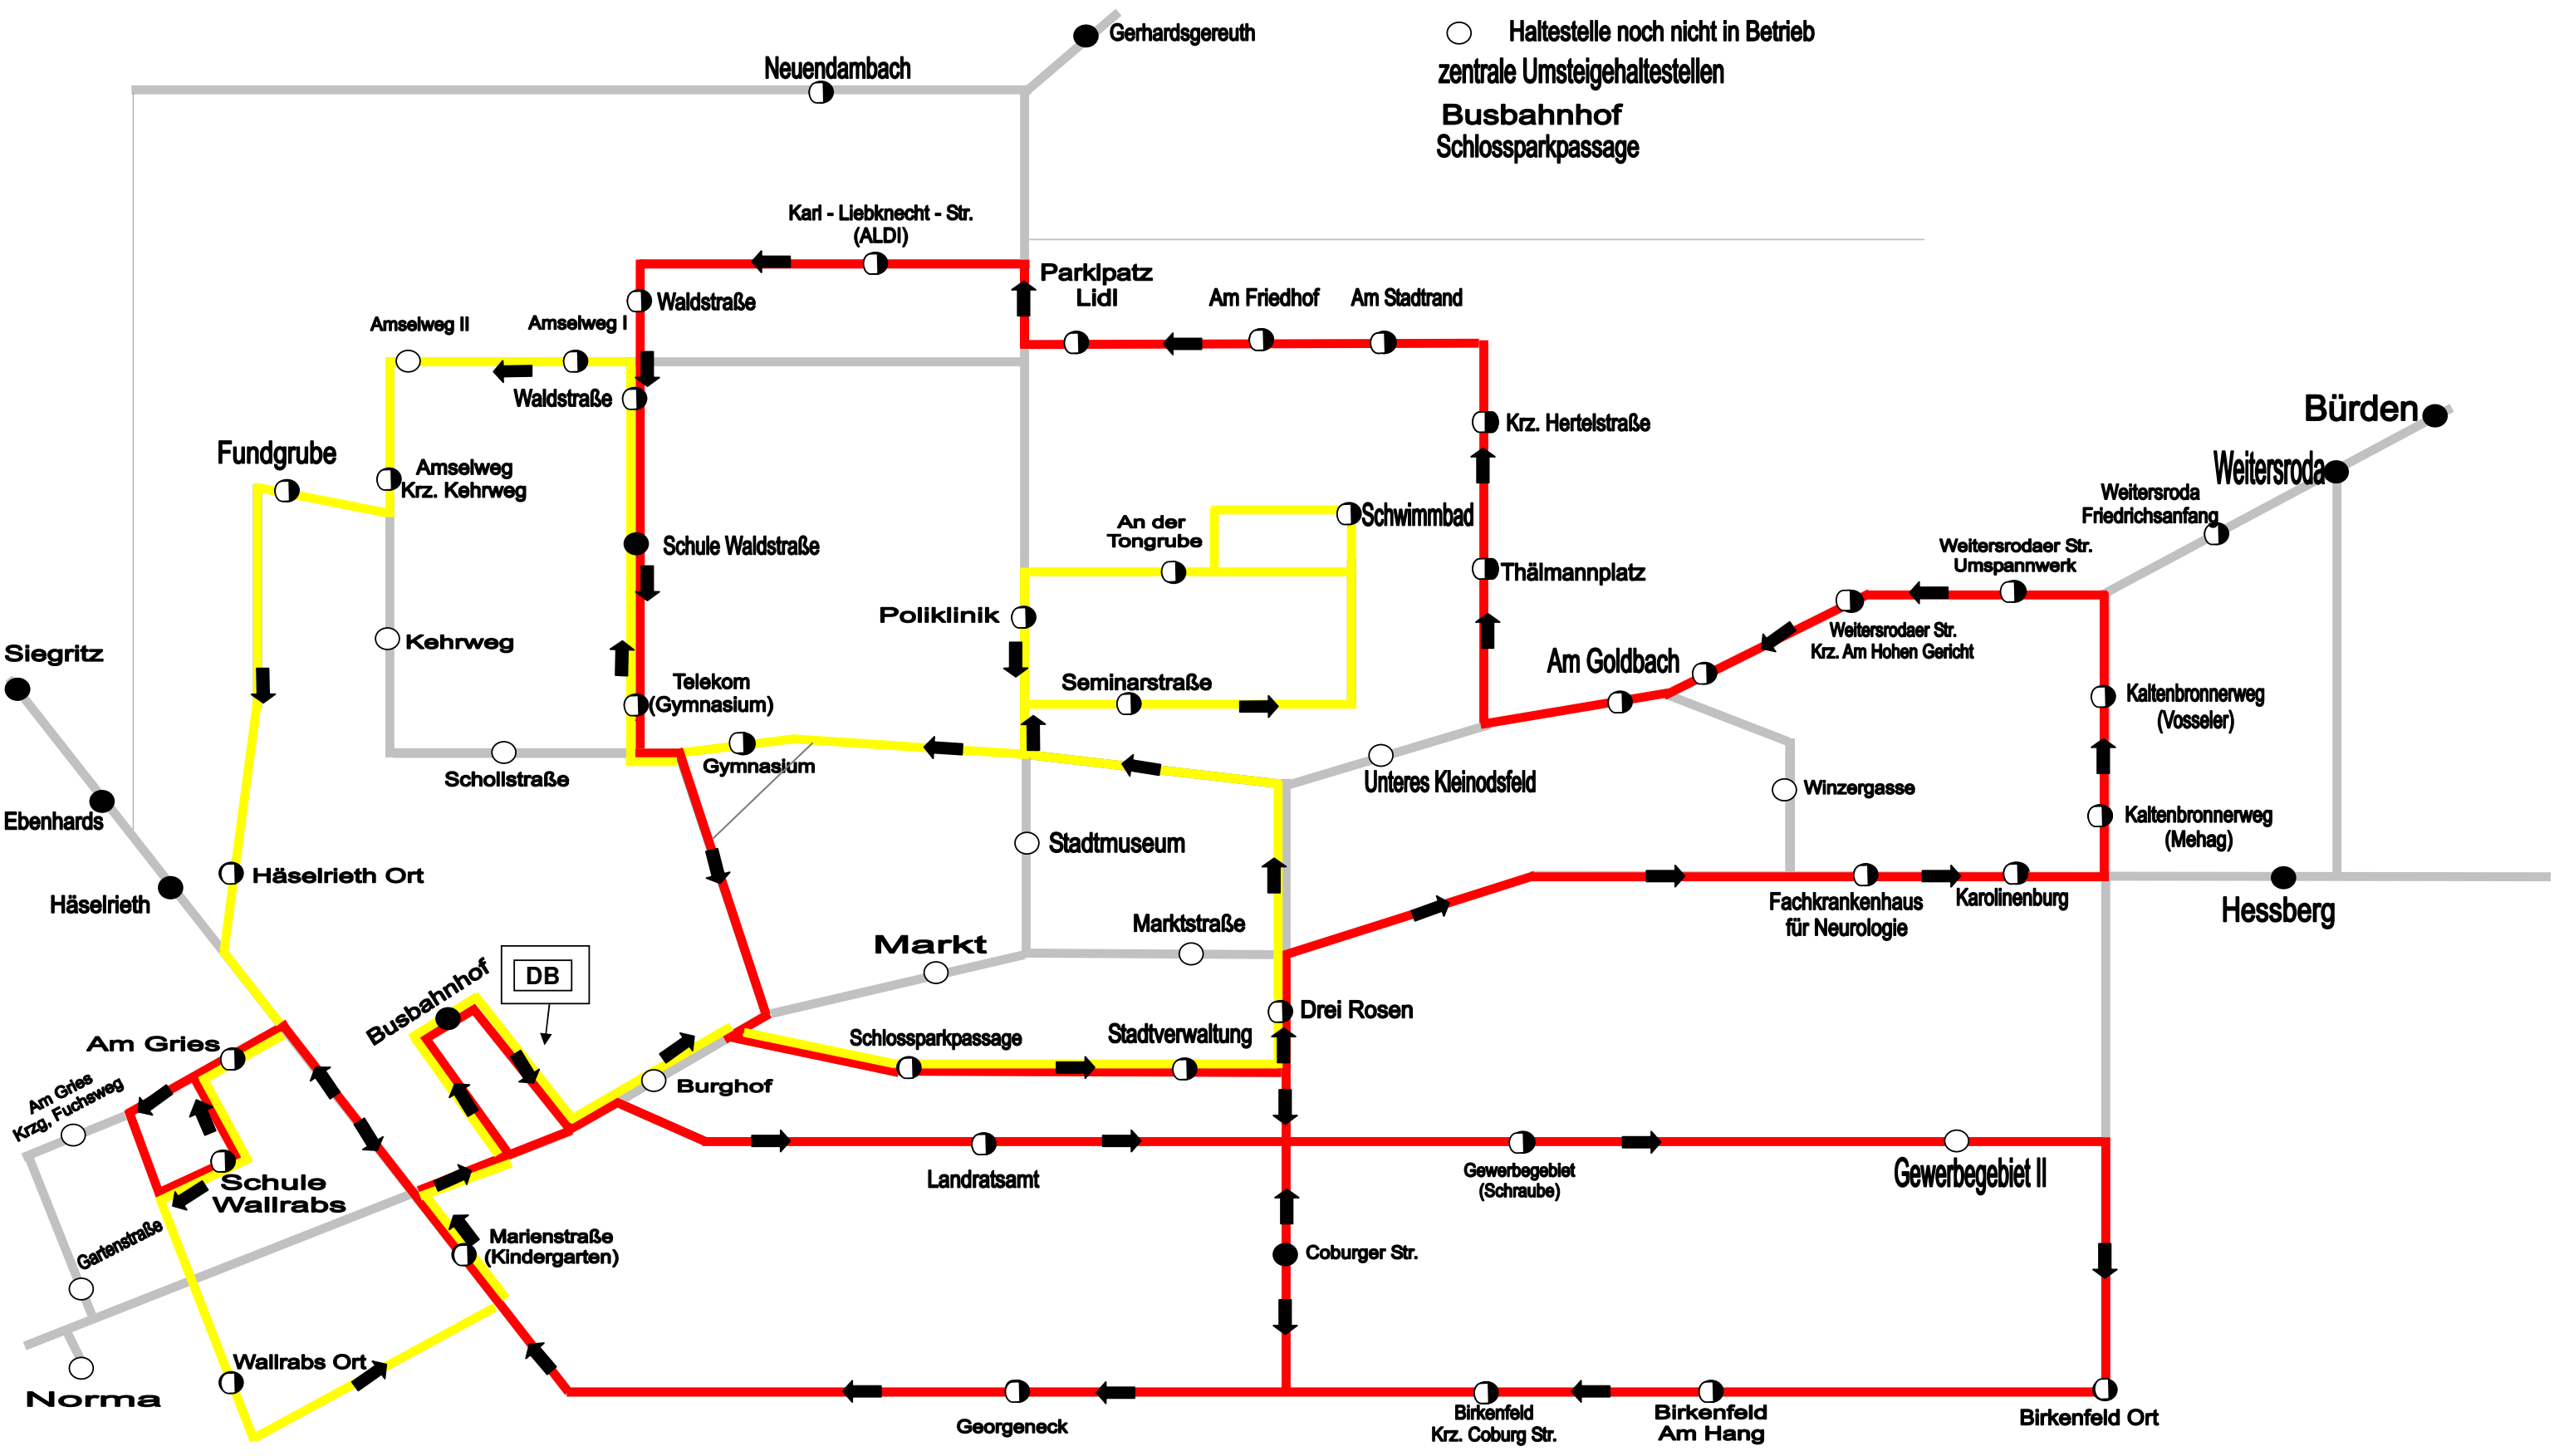 Gerhardsgereuth
Haltestelle noch nicht in Betrieb
zentrale Umsteigehaltestellen
Busbahnhof
Schlossparkpassage
Neuendambach
Karl - Liebknecht - Str.
(ALDI)
Parklpatz
Lidl
Am Friedhof
Am Stadtrand
Waldstraße
Amselweg II
Amselweg I
Waldstraße
Krz. Hertelstraße
Bürden
Fundgrube
Amselweg
Krz. Kehrweg
Weitersroda
Weitersroda
Friedrichsanfang
An der
Tongrube
Schwimmbad
Schule Waldstraße
Weitersrodaer Str.
Umspannwerk
Thälmannplatz
Poliklinik
Kehrweg
Weitersrodaer Str.
Krz. Am Hohen Gericht
Siegritz
Am Goldbach
Telekom
(Gymnasium)
Seminarstraße
Kaltenbronnerweg
(Vosseler)
Gymnasium
Schollstraße
Unteres Kleinodsfeld
Winzergasse
Ebenhards
Kaltenbronnerweg
(Mehag)
Stadtmuseum
Häselrieth Ort
Häselrieth
Fachkrankenhaus
für Neurologie
Karolinenburg
Hessberg
Marktstraße
Markt
DB
Busbahnhof
Drei Rosen
Am Gries
Schlossparkpassage
Stadtverwaltung
Am Gries
Krzg, Fuchsweg
Burghof
Schule
Wallrabs
Landratsamt
Gewerbegebiet
(Schraube)
Gewerbegebiet II
Gartenstraße
Marienstraße
(Kindergarten)
Coburger Str.
Wallrabs Ort
Norma
Georgeneck
Birkenfeld
Krz. Coburg Str.
Birkenfeld
Am Hang
Birkenfeld Ort